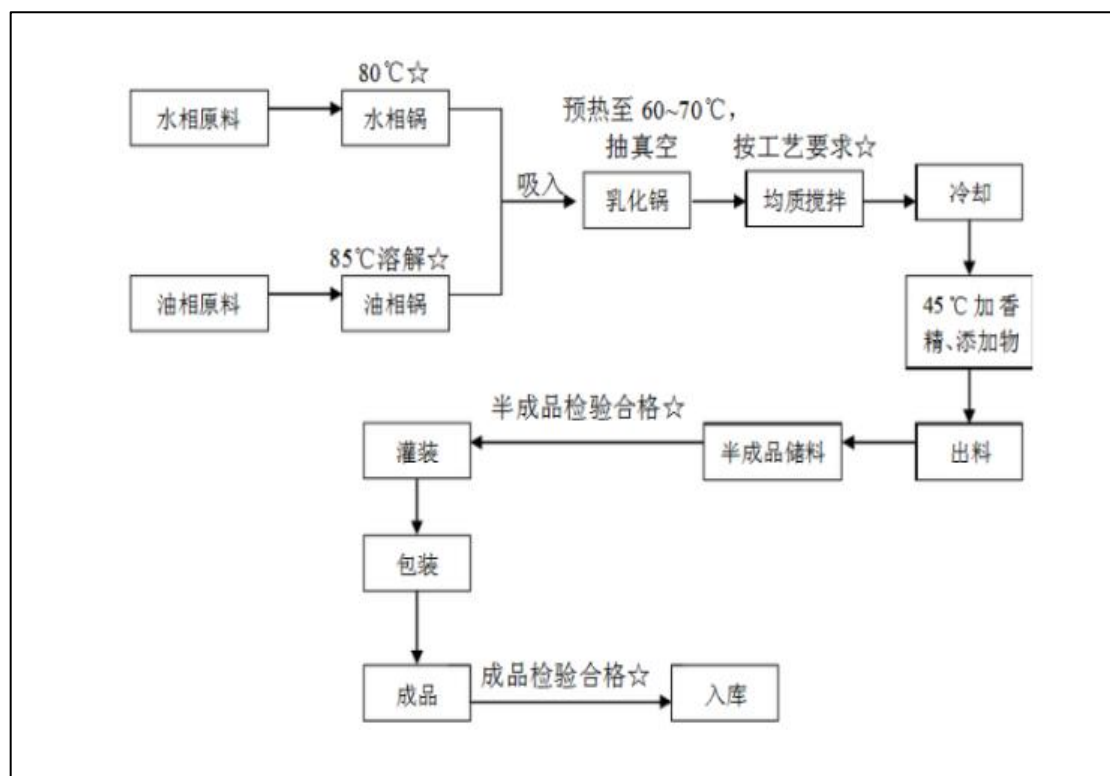 80℃☆
水相原料
水相锅
预热至 60~70℃，
抽真空
按工艺要求☆
吸入
乳化锅
均质搅拌
冷却
85℃溶解☆
油相原料
油相锅
45℃加香
精、添加物
半成品检验合格☆
灌装
半成品储料
出料
包装
成品检验合格☆
成品
入库